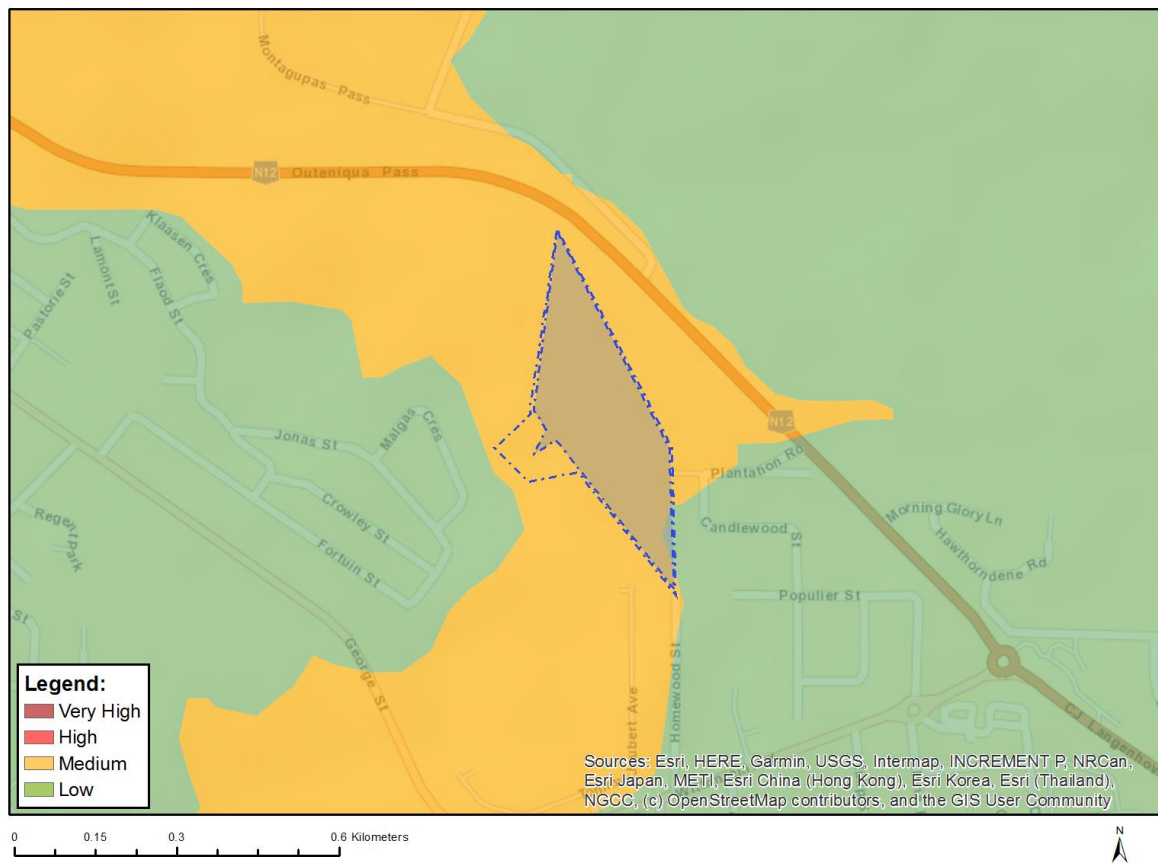 Montagupas Pass
N12
Outeniqua Pass
Klaasen Cres
Lamont St
Pastorie St
Flaod St
N12
Malgas Cres
Jonas St
Plantation Rd
Crowley St
Morning Glory Ln
Regent Park
Candlewood St
Hawthorndene Rd
Fortuin St
Populier St
St
George St
Homewood St
CJ Langenhov
Legend:
Very High
High
Medium
Low
Sources: Esri, HERE, Garmin, USGS, Intermap, INCREMENT P, NRCan,
Esri Japan, METI, Esri China (Hong Kong), Esri Korea, Esri (Thailand),
NGCC, (c) OpenStreetMap contributors, and the GIS User Community
0 0.15 0.3 0.6 Kilometers
N